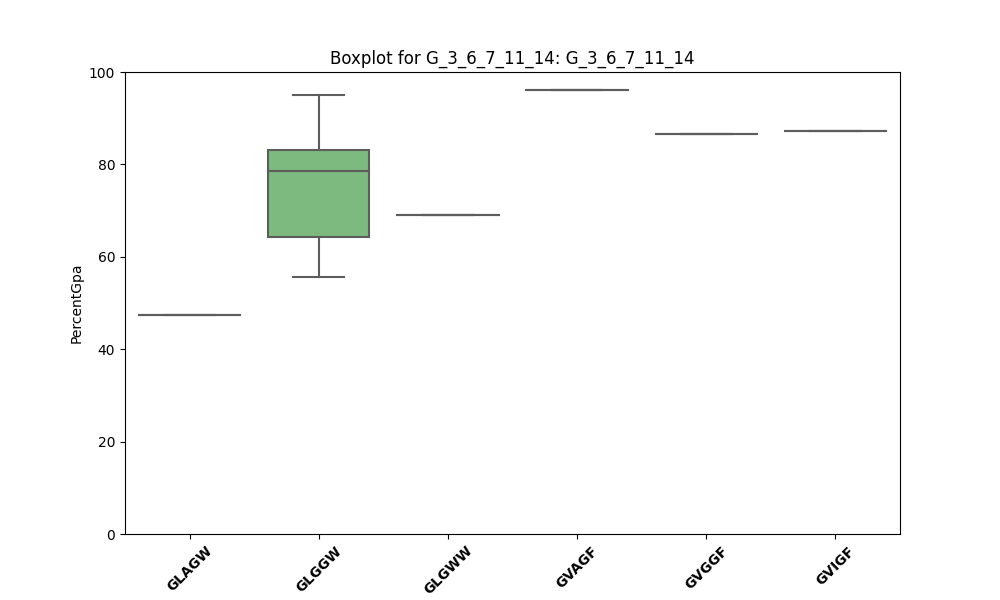 Boxplot for G_3_6_7_11_14: G_3_6_7_11_14
100
80
60
40
20
0
PercentGpa
GLAGW
GLGGW
GLGWW
GVAGF
GVGGF
GVIGF